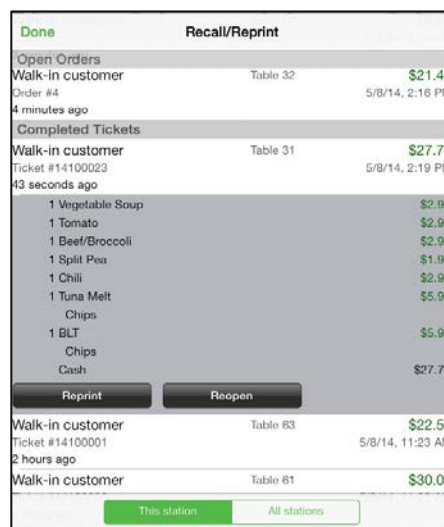 Done Recall/Reprint
Open Orders
Walk-in customer Table 32 $21.4
Order #4 5/8/14, 2:16 P
4 minutes ago
Completed Tickets
Walk-in customer Table 31 $27.7
Ticket #14100023 5/8/14, 2:19 P
43 seconds ago
1 Vegetable Soup $2.9
1 Tomato $2.9
1 Beef/Broccoli $2.9
1 Split Pea $1.9
1 Chili $2.9
1 Tuna Melt $5.9
Chips
1 BLT $5.9
Chips
Cash $27.7
Reprint Reopen
Walk-in customer Table 63 $22.5
Ticket #14100001 5/8/14, 11:23 A
2 hours ago
Walk-in customer Table 61 $30.0
This station All stations